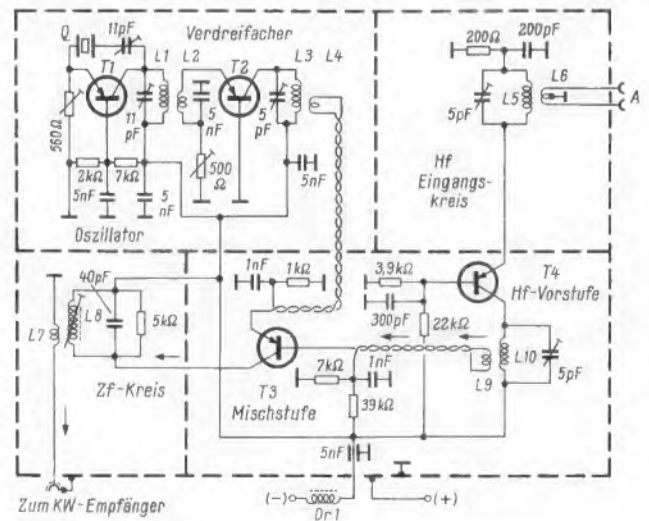 Verdreifacher
Q
11pF
T1
L1
L2
T2
L3
L4
560Ω
11
pF
5
nF
5
pF
500
Ω
2kΩ
7kΩ
5nF
5
nF
5nF
Oszillator
200Ω
200pF
5pF
L5
L6
A
Hf
Eingangs-
kreis
40pF
L7
L8
5kΩ
Zf-Kreis
1nF
1kΩ
3,9kΩ
300pF
22kΩ
T4
Hf-Vorstufe
T3
Mischstufe
7kΩ
1nF
39kΩ
L9
L10
5pF
5nF
Zum KW-Empfänger
(-)
Dr1
(+)